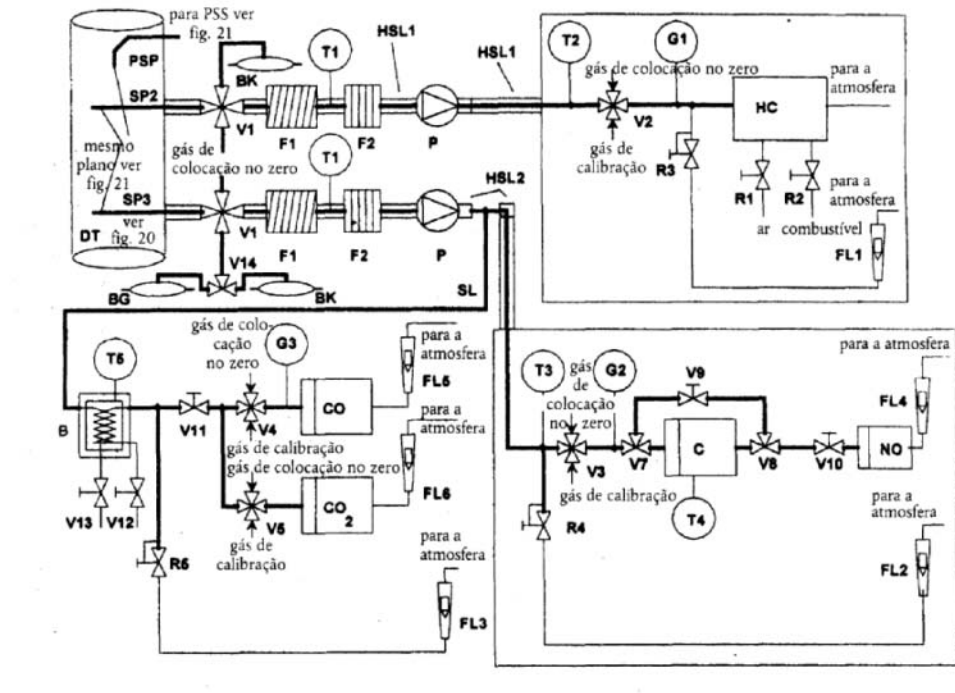 para PSS ver
fig. 21
PSP
SP2
BK
T1
HSL1
HSL1
V1
F1
F2
P
mesmo
plano ver
fig. 21
gás de
colocação no zero
T1
SP3
ver
fig. 20
DT
V1
F1
F2
P
HSL2
V14
BG
BK
SL
T2
G1
gás de colocação no zero
V2
gás de
calibração
HC
para a
atmosfera
R3
R1
R2
ar combustível
para a
atmosfera
FL1
T5
B
V13
V12
V11
gás de colo-
cação
no zero
G3
V4
CO
para a
atmosfera
FL5
gás de calibração
gás de colocação no zero
V5
CO2
para a
atmosfera
FL6
gás de
calibração
R5
para a
atmosfera
FL3
T3
gás
de
colocação
no zero
G2
V3
gás de calibração
V7
V9
C
V8
V10
NO
para a atmosfera
FL4
T4
R4
para a
atmosfera
FL2